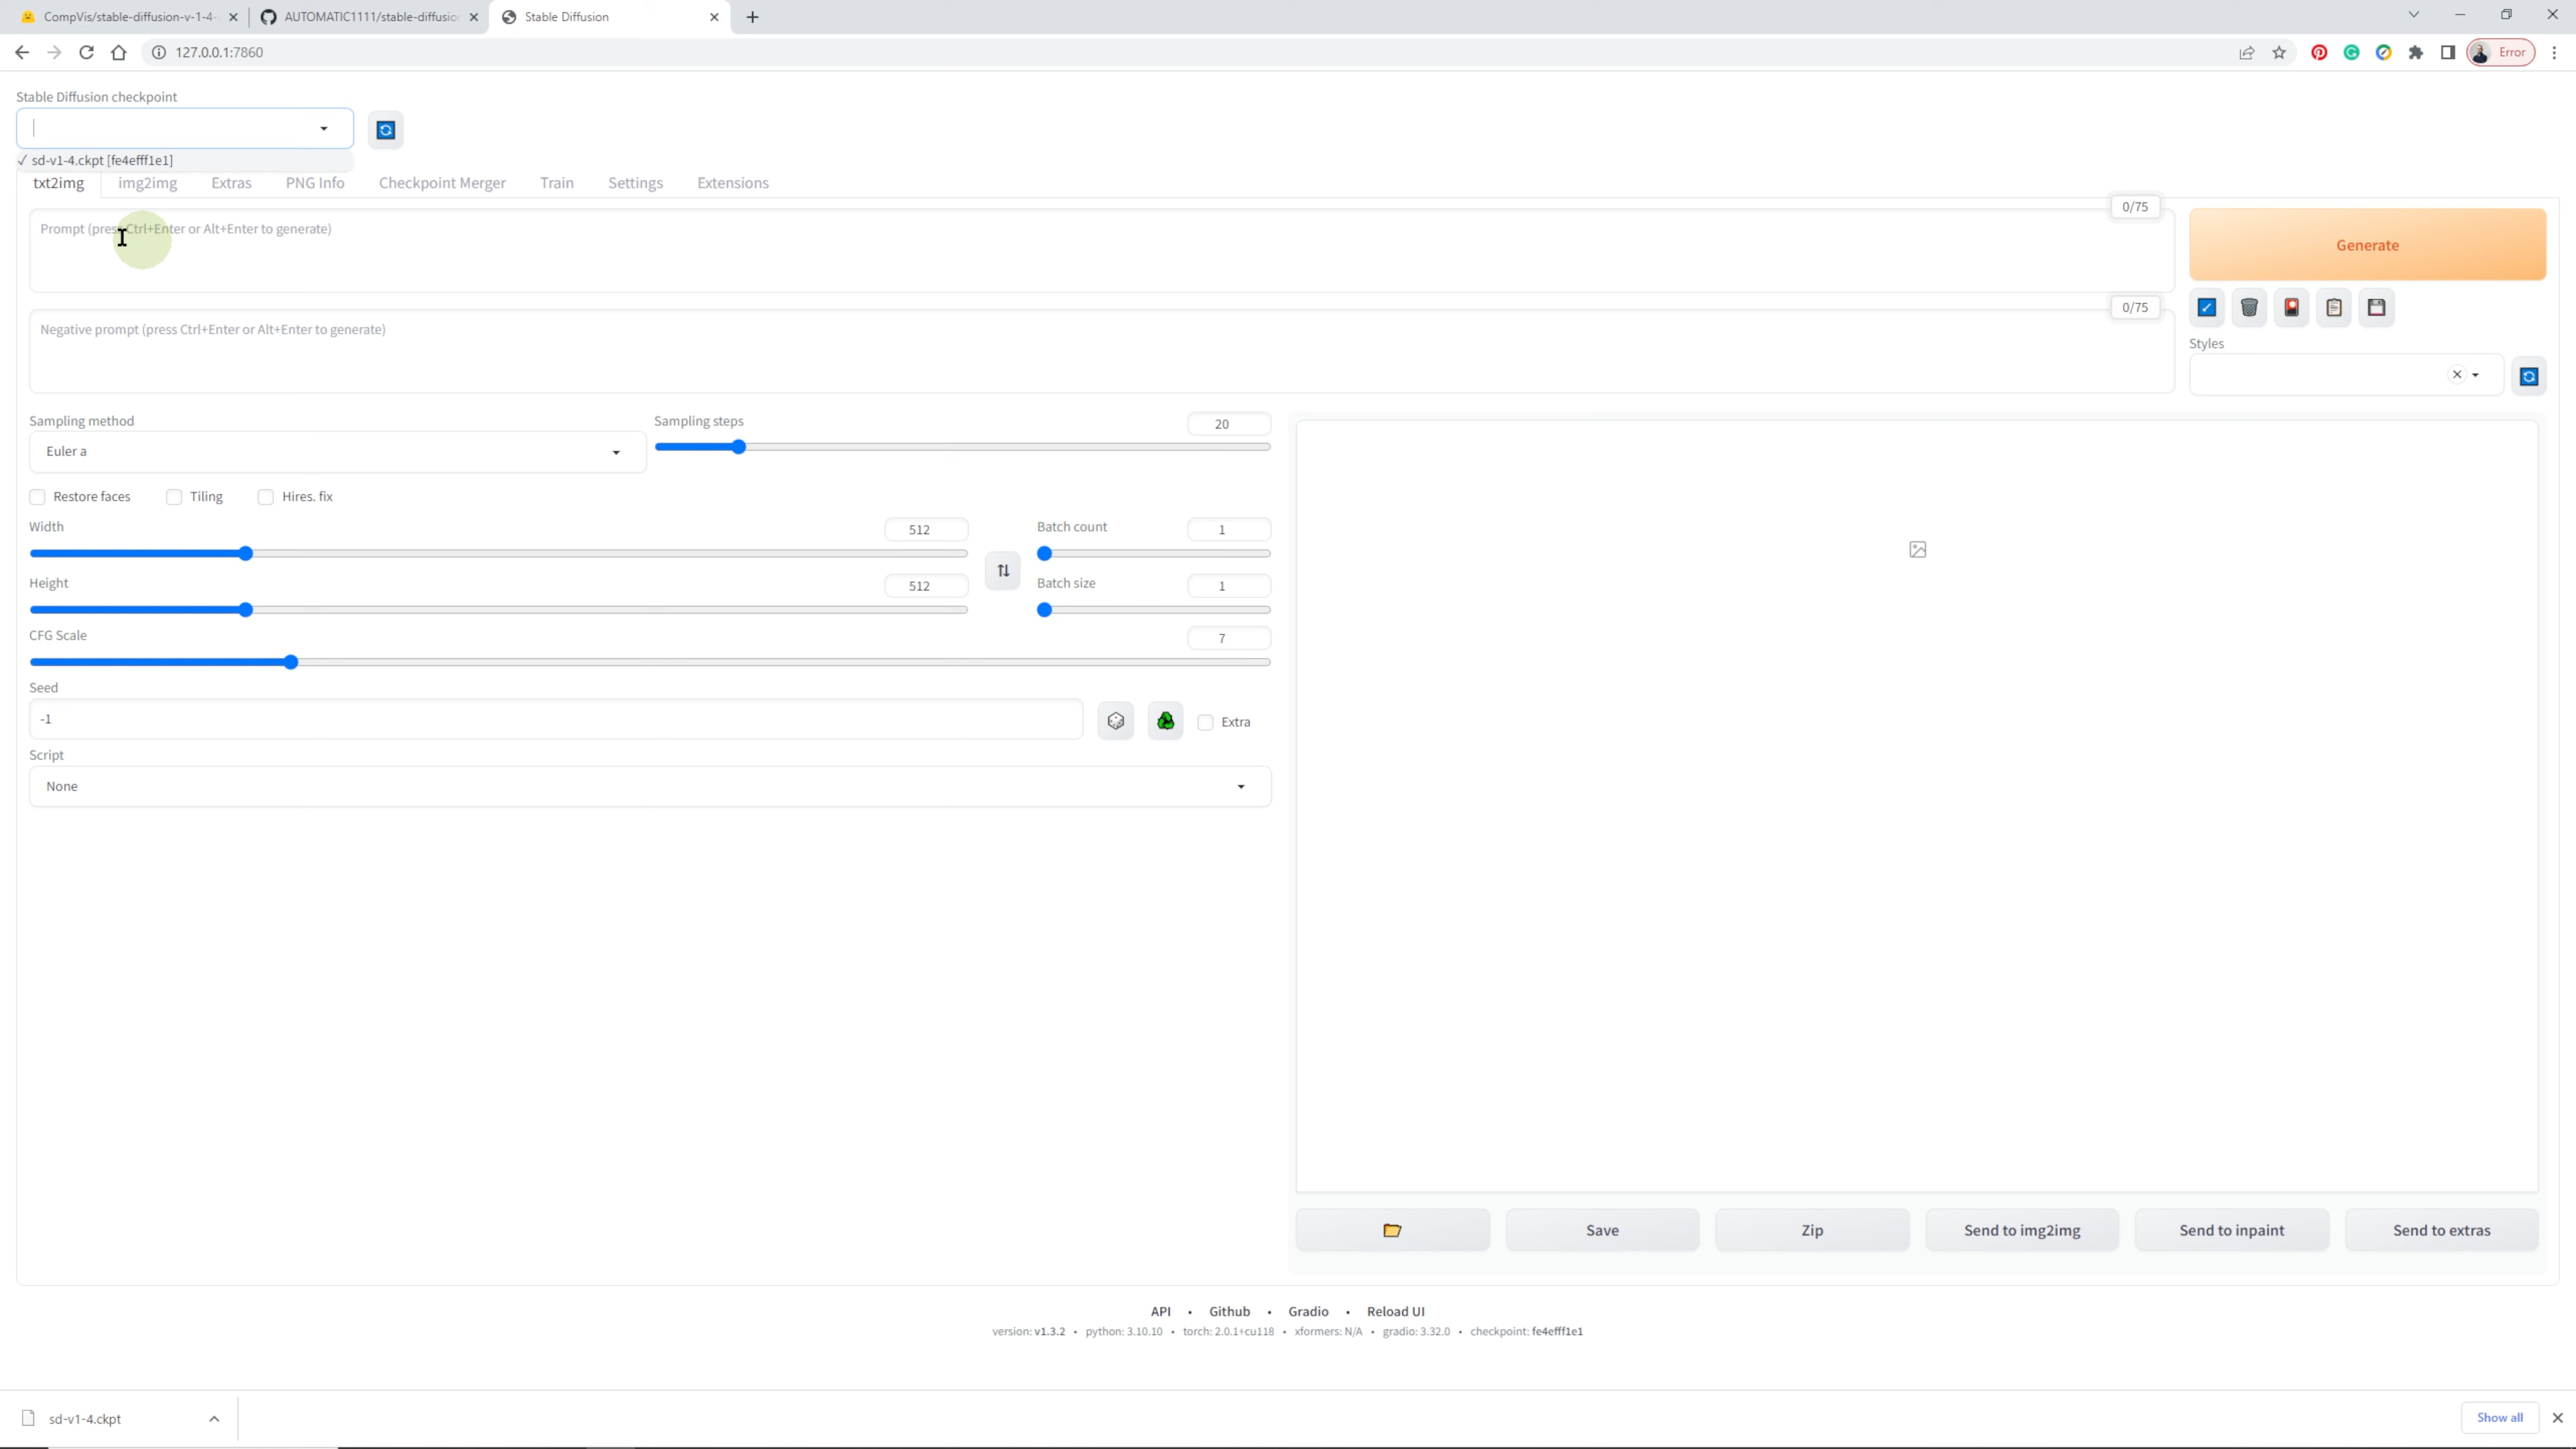 CompVis/stable-diffusion-v-1-4-
AUTOMATIC1111/stable-diffusion
Stable Diffusion
127.0.0.1:7860
Error
Stable Diffusion checkpoint
✓ sd-v1-4.ckpt [fe4efff1e1]
txt2img
img2img
Extras
PNG Info
Checkpoint Merger
Train
Settings
Extensions
Prompt (press Ctrl+Enter or Alt+Enter to generate)
0/75
Generate
Negative prompt (press Ctrl+Enter or Alt+Enter to generate)
0/75
Styles
Sampling method
Euler a
Sampling steps
20
Restore faces
Tiling
Hires. fix
Width
512
Batch count
1
Height
512
Batch size
1
CFG Scale
7
Seed
-1
Extra
Script
None
Save
Zip
Send to img2img
Send to inpaint
Send to extras
API • Github • Gradio • Reload UI
version: v1.3.2 • python: 3.10.10 • torch: 2.0.1+cu118 • xformers: N/A • gradio: 3.32.0 • checkpoint: fe4efff1e1
sd-v1-4.ckpt
Show all